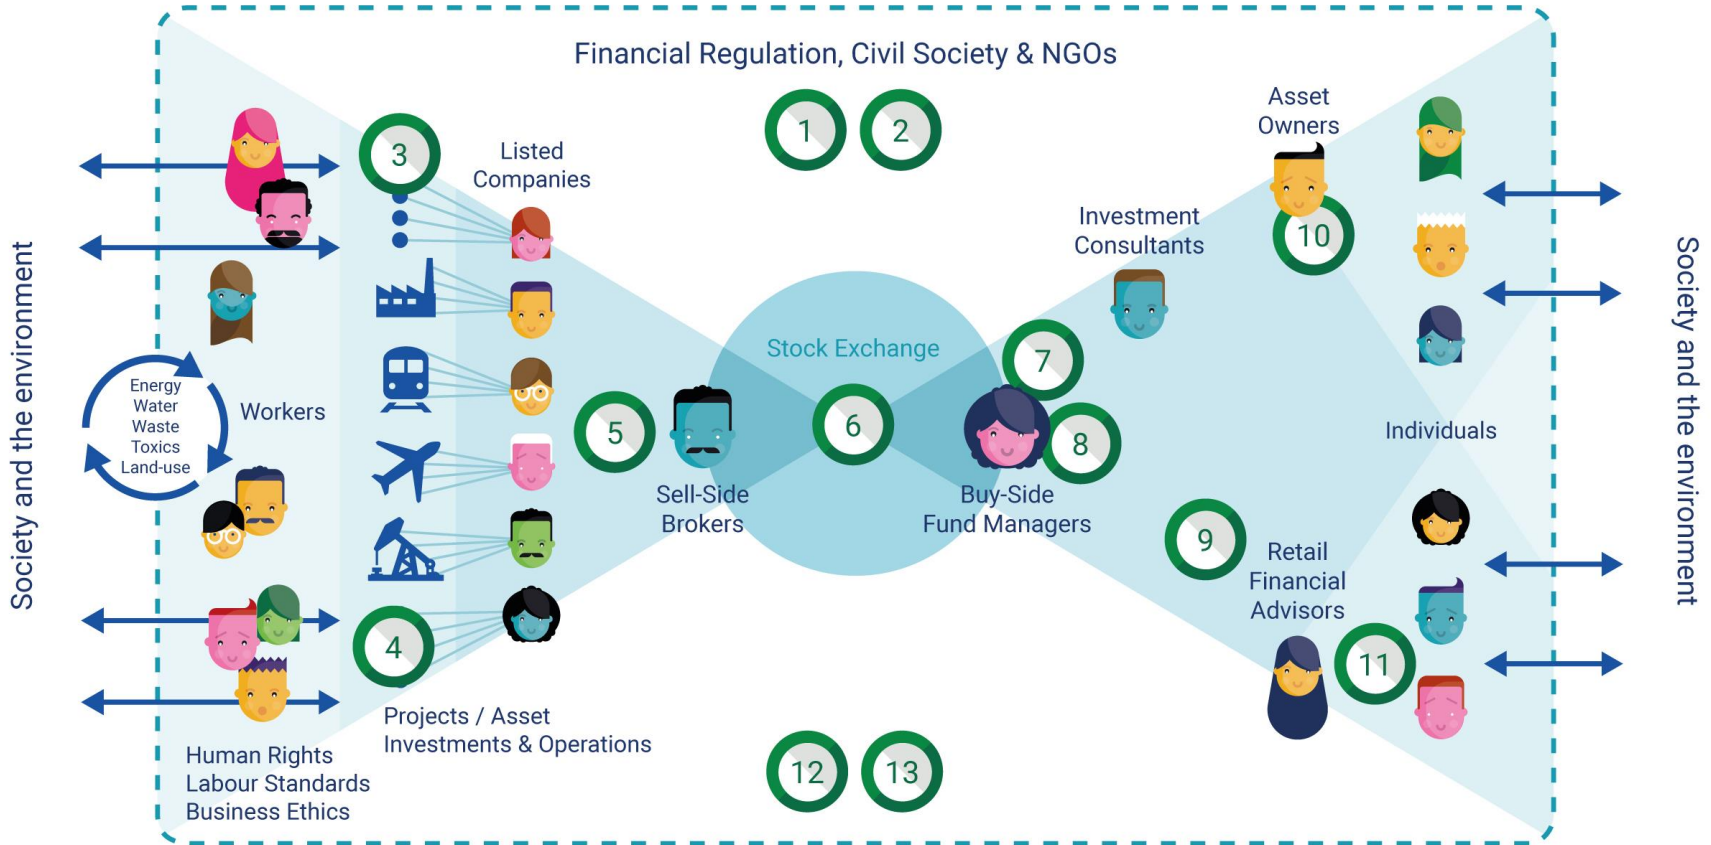 Financial Regulation, Civil Society & NGOs
1
2
3
Listed
Companies
Asset
Owners
10
Investment
Consultants
Society and the environment
Energy
Water
Waste
Toxics
Land-use
Workers
Stock Exchange
5
6
7
8
Sell-Side
Brokers
Buy-Side
Fund Managers
Individuals
Society and the environment
9
Retail
Financial
Advisors
11
4
Projects / Asset
Investments & Operations
Human Rights
Labour Standards
Business Ethics
12
13